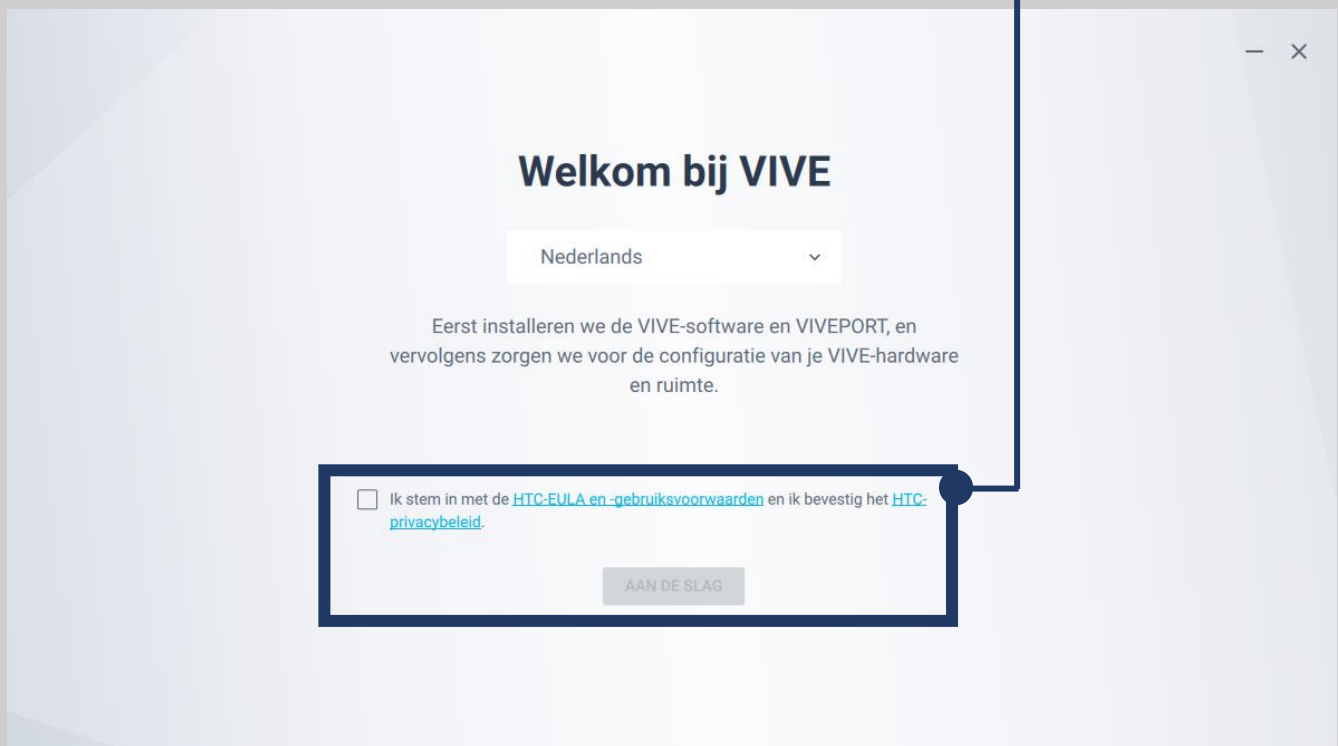 Welkom bij VIVE
Nederlands
Eerst installeren we de VIVE-software en VIVEPORT, en
vervolgens zorgen we voor de configuratie van je VIVE-hardware
en ruimte.
Ik stem in met de HTC-EULA en -gebruiksvoorwaarden en ik bevestig het HTC-
privacybeleid.
AAN DE SLAG